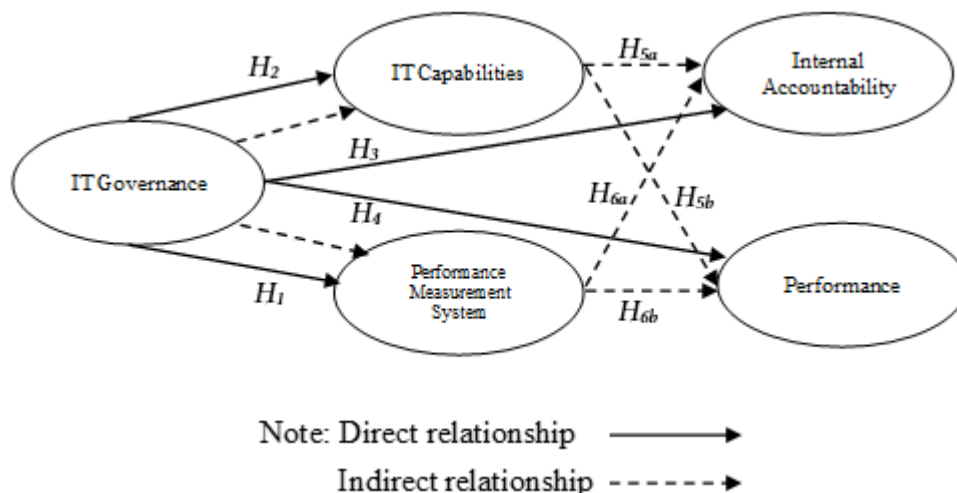 H2
IT Capabilities
H5a
Internal
Accountability
H3
IT Governance
H6a
H5b
H4
H1
Performance
Measurement
System
H6b
Performance
Note: Direct relationship
Indirect relationship